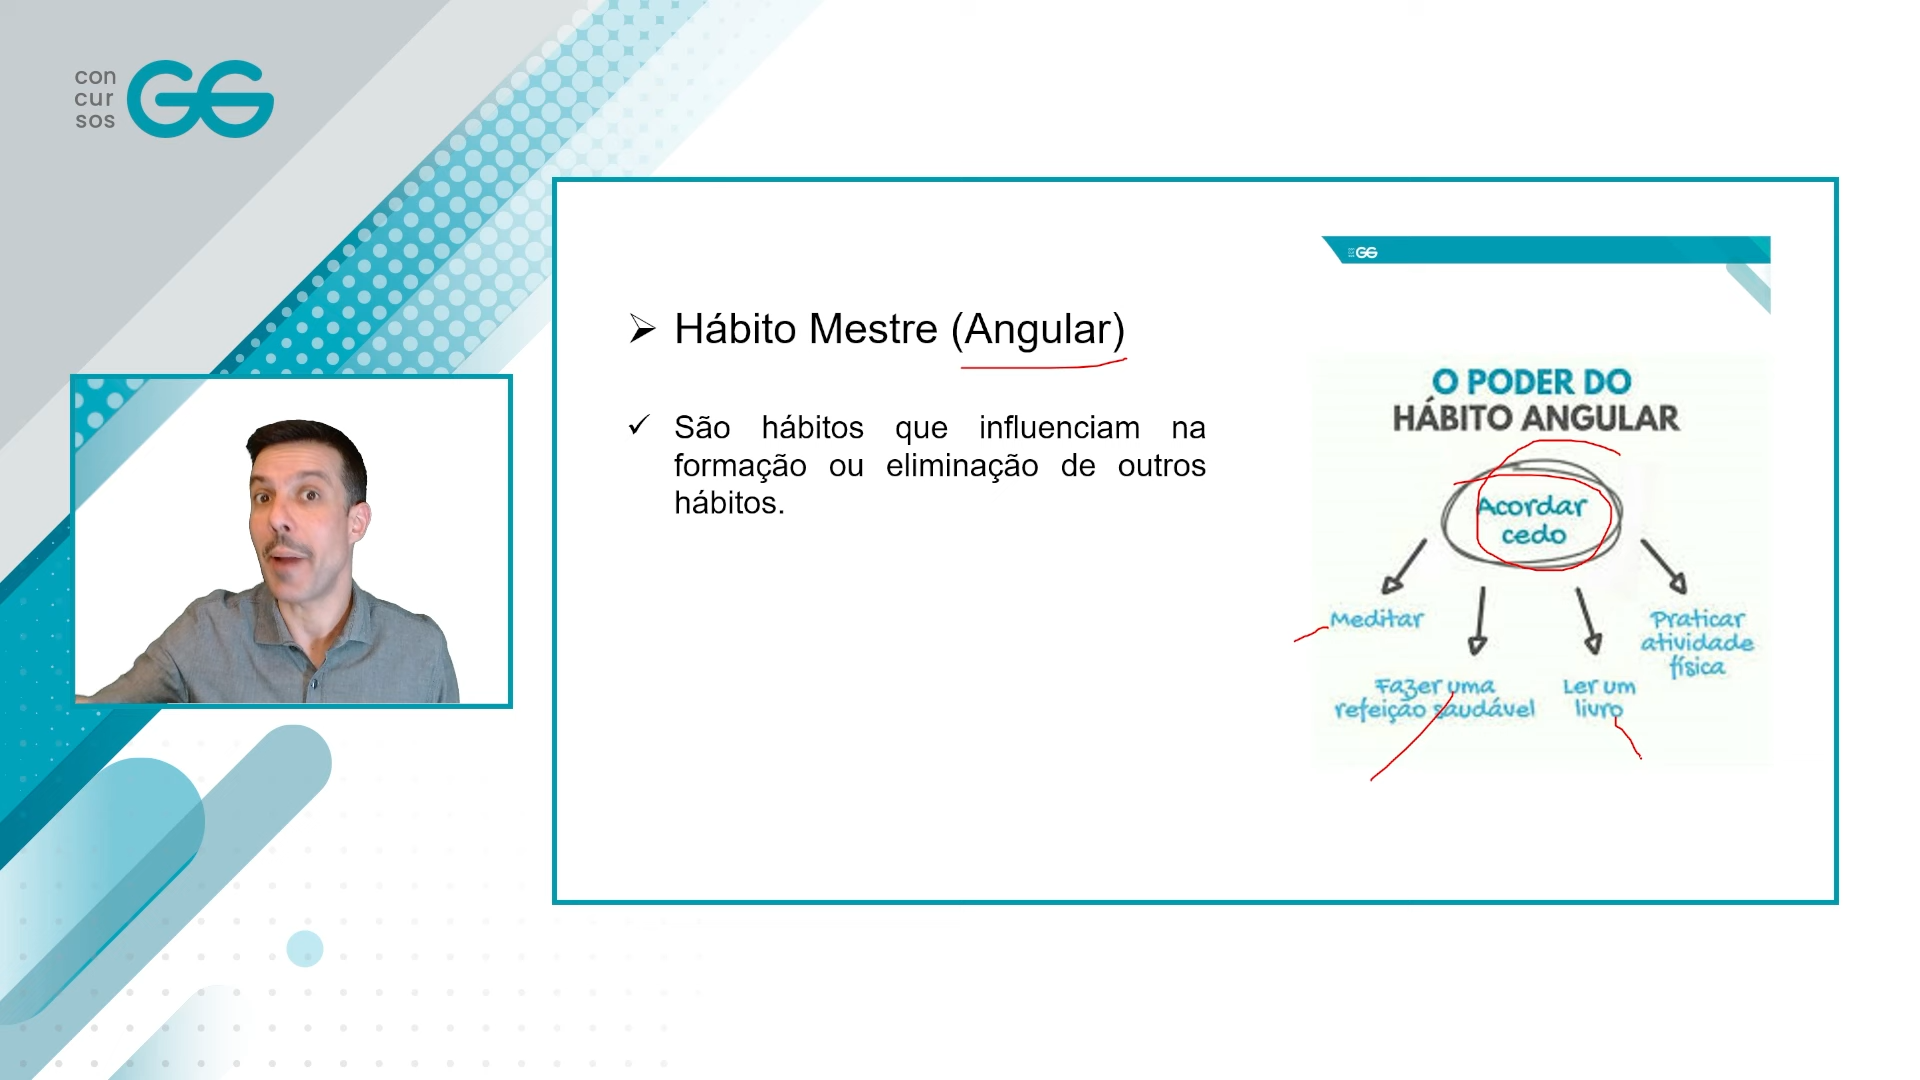 con
cur
sos
GG
GG
Hábito Mestre (Angular)
São hábitos que influenciam na
formação ou eliminação de outros
hábitos.
O PODER DO
HÁBITO ANGULAR
Acordar
cedo
Meditar
Fazer uma
refeição saudável
Ler um
livro
Praticar
atividade
física